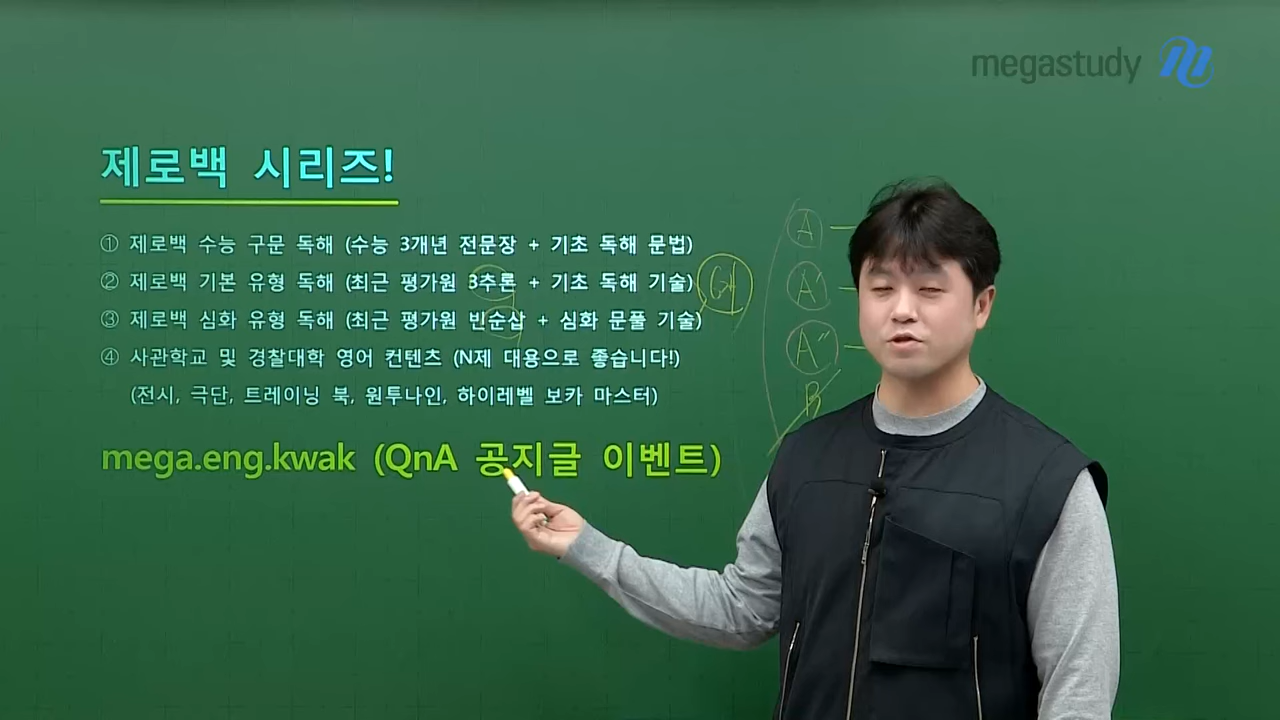 megastudy
제로백 시리즈!
① 제로백 수능 구문 독해 (수능 3개년 전문장 + 기초 독해 문법)
② 제로백 기본 유형 독해 (최근 평가원 3추론 + 기초 독해 기술)
③ 제로백 심화 유형 독해 (최근 평가원 빈순삽 + 심화 문풀 기술)
④ 사관학교 및 경찰대학 영어 컨텐츠 (N제 대용으로 좋습니다!)
(전시, 극단, 트레이닝 북, 원투나인, 하이레벨 보카 마스터)
mega.eng.kwak (QnA 공지글 이벤트)
A
A'
A"
B